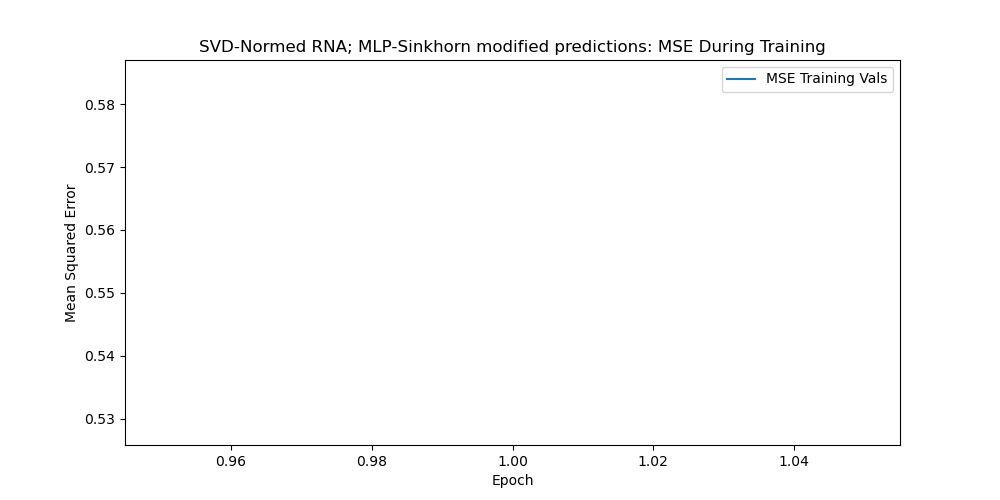 SVD-Normed RNA; MLP-Sinkhorn modified predictions: MSE During Training
MSE Training Vals
0.58
0.57
0.56
0.55
0.54
0.53
Mean Squared Error
0.96
0.98
1.00
1.02
1.04
Epoch